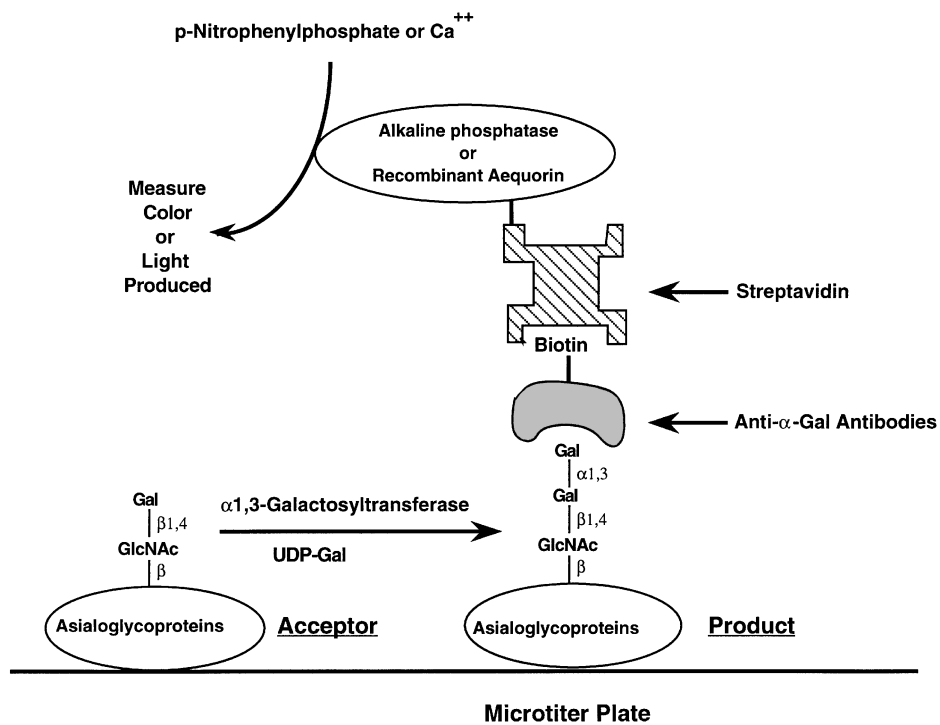 p-Nitrophenylphosphate or Ca++
Alkaline phosphatase
or
Recombinant Aequorin
Measure
Color
or
Light
Produced
Streptavidin
Biotin
Anti-α-Gal Antibodies
Gal
α1,3
Gal
β1,4
GlcNAc
β
Asialoglycoproteins
Product
Gal
β1,4
GlcNAc
β
Asialoglycoproteins
Acceptor
α1,3-Galactosyltransferase
UDP-Gal
Microtiter Plate